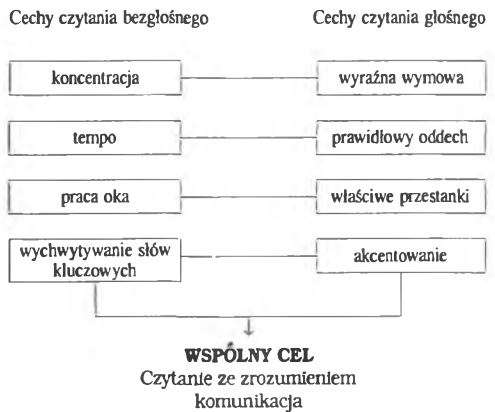 Cechy czytania bezgłośnego
Cechy czytania głośnego
koncentracja
wyraźna wymowa
tempo
prawidłowy oddech
praca oka
właściwe przestanki
wychwytywanie słów
kluczowych
akcentowanie
WSPÓLNY CEL
Czytanie ze zrozumieniem
komunikacja